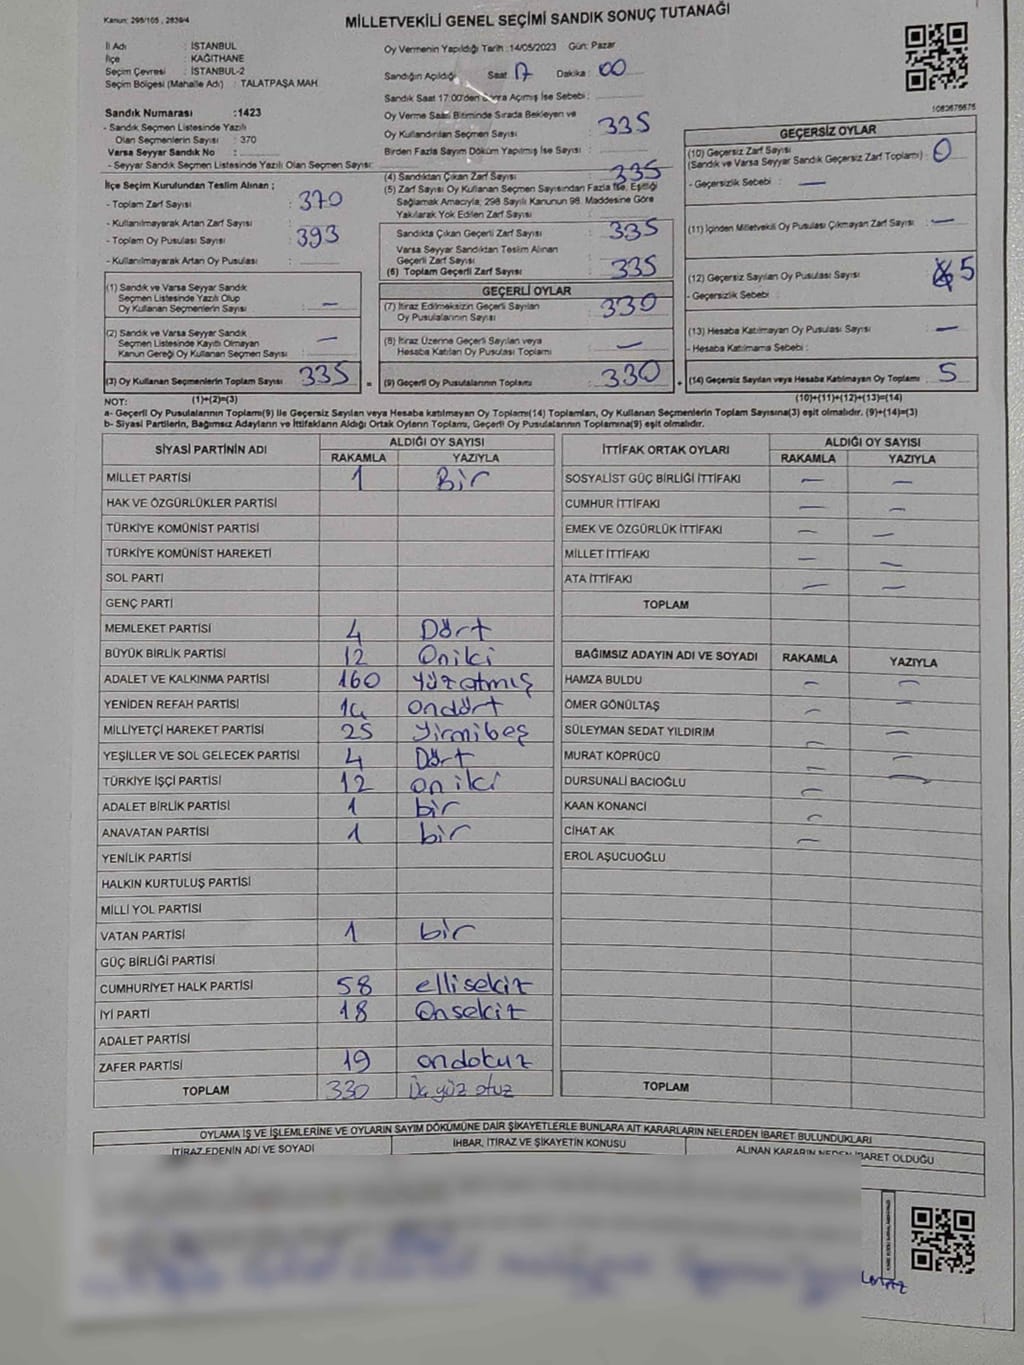 Kanun: 298/105 , 2839/4
MİLLETVEKİLİ GENEL SEÇİMİ SANDIK SONUÇ TUTANAĞI
İl Adı : İSTANBUL
İlçe : KAĞITHANE
Seçim Çevresi : İSTANBUL-2
Seçim Bölgesi (Mahalle Adı) : TALATPAŞA MAH
Sandık Numarası :1423
- Sandık Seçmen Listesinde Yazılı
Olan Seçmenlerin Sayısı : 370
Varsa Seyyar Sandık No :
- Seyyar Sandık Seçmen Listesinde Yazılı Olan Seçmen Sayısı:
Oy Vermenin Yapıldığı Tarih :14/05/2023 Gün: Pazar
Sandığın Açıldığı Saat 17 Dakika : 00
Sandık Saat 17.00'den Sonra Açımış İse Sebebi :
Oy Verme Saati Bitiminde Sırada Bekleyen ve
Oy Kullandırılan Seçmen Sayısı : 335
Birden Fazla Sayım Döküm Yapılmış İse Sayısı :
1082675675
İlçe Seçim Kurulundan Teslim Alınan ;
- Toplam Zarf Sayısı : 370
- Kullanılmayarak Artan Zarf Sayısı :
- Toplam Oy Pusulası Sayısı : 393
- Kullanılmayarak Artan Oy Pusulası :
(4) Sandıktan Çıkan Zarf Sayısı : 335
(5) Zarf Sayısı Oy Kullanan Seçmen Sayısından Fazla İse, Eşitliği
Sağlamak Amacıyla; 298 Sayılı Kanunun 98. Maddesine Göre
Yakılarak Yok Edilen Zarf Sayısı :
Sandıkta Çıkan Geçerli Zarf Sayısı : 335
Varsa Seyyar Sandıktan Teslim Alınan
Geçerli Zarf Sayısı :
(6) Toplam Geçerli Zarf Sayısı : 335
GEÇERSİZ OYLAR
(10) Geçersiz Zarf Sayısı : 0
(Sandık ve Varsa Seyyar Sandık Geçersiz Zarf Toplamı)
- Geçersizlik Sebebi : —
(11) İçinden Milletvekili Oy Pusulası Çıkmayan Zarf Sayısı : —
(12) Geçersiz Sayılan Oy Pusulası Sayısı : 5
- Geçersizlik Sebebi :
(13) Hesaba Katılmayan Oy Pusulası Sayısı : —
- Hesaba Katılmama Sebebi :
(14) Geçersiz Sayılan veya Hesaba Katılmayan Oy Toplamı : 5
(1) Sandık ve Varsa Seyyar Sandık
Seçmen Listesinde Yazılı Olup
Oy Kullanan Seçmenlerin Sayısı : —
(2) Sandık ve Varsa Seyyar Sandık
Seçmen Listesinde Kayıtlı Olmayan
Kanun Gereği Oy Kullanan Seçmen Sayısı : —
(3) Oy Kullanan Seçmenlerin Toplam Sayısı : 335 =
GEÇERLİ OYLAR
(7) İtiraz Edilmeksizin Geçerli Sayılan
Oy Pusulalarının Sayısı : 330
(8) İtiraz Üzerine Geçerli Sayılan veya
Hesaba Katılan Oy Pusulası Toplamı : —
(9) Geçerli Oy Pusulalarının Toplamı : 330 +
NOT: (1)+(2)=(3) (10)+(11)+(12)+(13)=(14)
a- Geçerli Oy Pusulalarının Toplamı(9) ile Geçersiz Sayılan veya Hesaba katılmayan Oy Toplamı(14) Toplamları, Oy Kullanan Seçmenlerin Toplam Sayısına(3) eşit olmalıdır. (9)+(14)=(3)
b- Siyasi Partilerin, Bağımsız Adayların ve İttifakların Aldığı Ortak Oyların Toplamı, Geçerli Oy Pusulalarının Toplamına(9) eşit olmalıdır.
SİYASİ PARTİNİN ADI ALDIĞI OY SAYISI
RAKAMLA YAZIYLA
MİLLET PARTİSİ 1 Bir
HAK VE ÖZGÜRLÜKLER PARTİSİ
TÜRKİYE KOMÜNİST PARTİSİ
TÜRKİYE KOMÜNİST HAREKETİ
SOL PARTİ
GENÇ PARTİ
MEMLEKET PARTİSİ 4 Dört
BÜYÜK BİRLİK PARTİSİ 12 Oniki
ADALET VE KALKINMA PARTİSİ 160 yüzatmış
YENİDEN REFAH PARTİSİ 14 ondört
MİLLİYETÇİ HAREKET PARTİSİ 25 yirmibeş
YEŞİLLER VE SOL GELECEK PARTİSİ 4 Dört
TÜRKİYE İŞÇİ PARTİSİ 12 on iki
ADALET BİRLİK PARTİSİ 1 bir
ANAVATAN PARTİSİ 1 bir
YENİLİK PARTİSİ
HALKIN KURTULUŞ PARTİSİ
MİLLİ YOL PARTİSİ
VATAN PARTİSİ 1 bir
GÜÇ BİRLİĞİ PARTİSİ
CUMHURİYET HALK PARTİSİ 58 ellisekiz
İYİ PARTİ 18 Onsekiz
ADALET PARTİSİ
ZAFER PARTİSİ 19 ondokuz
TOPLAM 330 Üç yüz otuz
İTTİFAK ORTAK OYLARI ALDIĞI OY SAYISI
RAKAMLA YAZIYLA
SOSYALİST GÜÇ BİRLİĞİ İTTİFAKI — —
CUMHUR İTTİFAKI — —
EMEK VE ÖZGÜRLÜK İTTİFAKI — —
MİLLET İTTİFAKI — —
ATA İTTİFAKI — —
TOPLAM
BAĞIMSIZ ADAYIN ADI VE SOYADI RAKAMLA YAZIYLA
HAMZA BULDU — —
ÖMER GÖNÜLTAŞ — —
SÜLEYMAN SEDAT YILDIRIM — —
MURAT KÖPRÜCÜ — —
DURSUNALİ BACIOĞLU — —
KAAN KONANCİ —
CİHAT AK —
EROL AŞUCUOĞLU
TOPLAM
OYLAMA İŞ VE İŞLEMLERİNE VE OYLARIN SAYIM DÖKÜMÜNE DAİR ŞİKAYETLERLE BUNLARA AİT KARARLARIN NELERDEN İBARET BULUNDUKLARI
İTİRAZ EDENİN ADI VE SOYADI İHBAR, İTİRAZ VE ŞİKAYETİN KONUSU ALINAN KARARIN NEDEN İBARET OLDUĞU